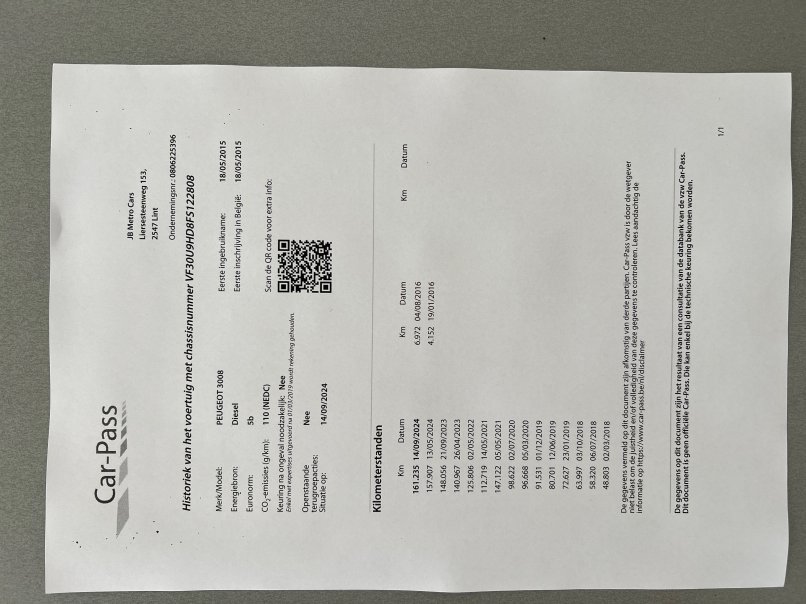 Car-Pass
JB Metro Cars
Liersesteenweg 153,
2547 Lint
Ondernemingsnr.: 0806225396
Historiek van het voertuig met chassisnummer VF30U9HD8FS122808
Merk/Model: PEUGEOT 3008
Energiebron: Diesel
Euronorm: 5b
CO₂-emissies (g/km): 110 (NEDC)
Keuring na ongeval noodzakelijk: Nee
Enkel met expertises uitgevoerd na 01/03/2019 wordt rekening gehouden.
Openstaande
terugroepacties: Nee
Situatie op: 14/09/2024
Eerste ingebruikname: 18/05/2015
Eerste inschrijving in België: 18/05/2015
Scan de QR code voor extra info:
Kilometerstanden
Km Datum Km Datum Km Datum
161.235 14/09/2024 6.972 04/08/2016
157.907 13/05/2024 4.152 19/01/2016
148.056 21/09/2023
140.967 26/04/2023
125.806 02/05/2022
112.719 14/05/2021
147.122 05/05/2021
98.622 02/07/2020
96.668 05/03/2020
91.531 01/12/2019
80.701 12/06/2019
72.627 23/01/2019
63.997 03/10/2018
58.320 06/07/2018
48.803 02/03/2018
De gegevens vermeld op dit document zijn afkomstig van derde partijen. Car-Pass vzw is door de wetgever
niet belast om de juistheid en/of volledigheid van deze gegevens te controleren. Lees aandachtig de
informatie op https://www.car-pass.be/nl/disclaimer
De gegevens op dit document zijn het resultaat van een consultatie van de databank van de vzw Car-Pass.
Dit document is geen officiële Car-Pass. Die kan enkel bij de technische keuring bekomen worden.
1/1